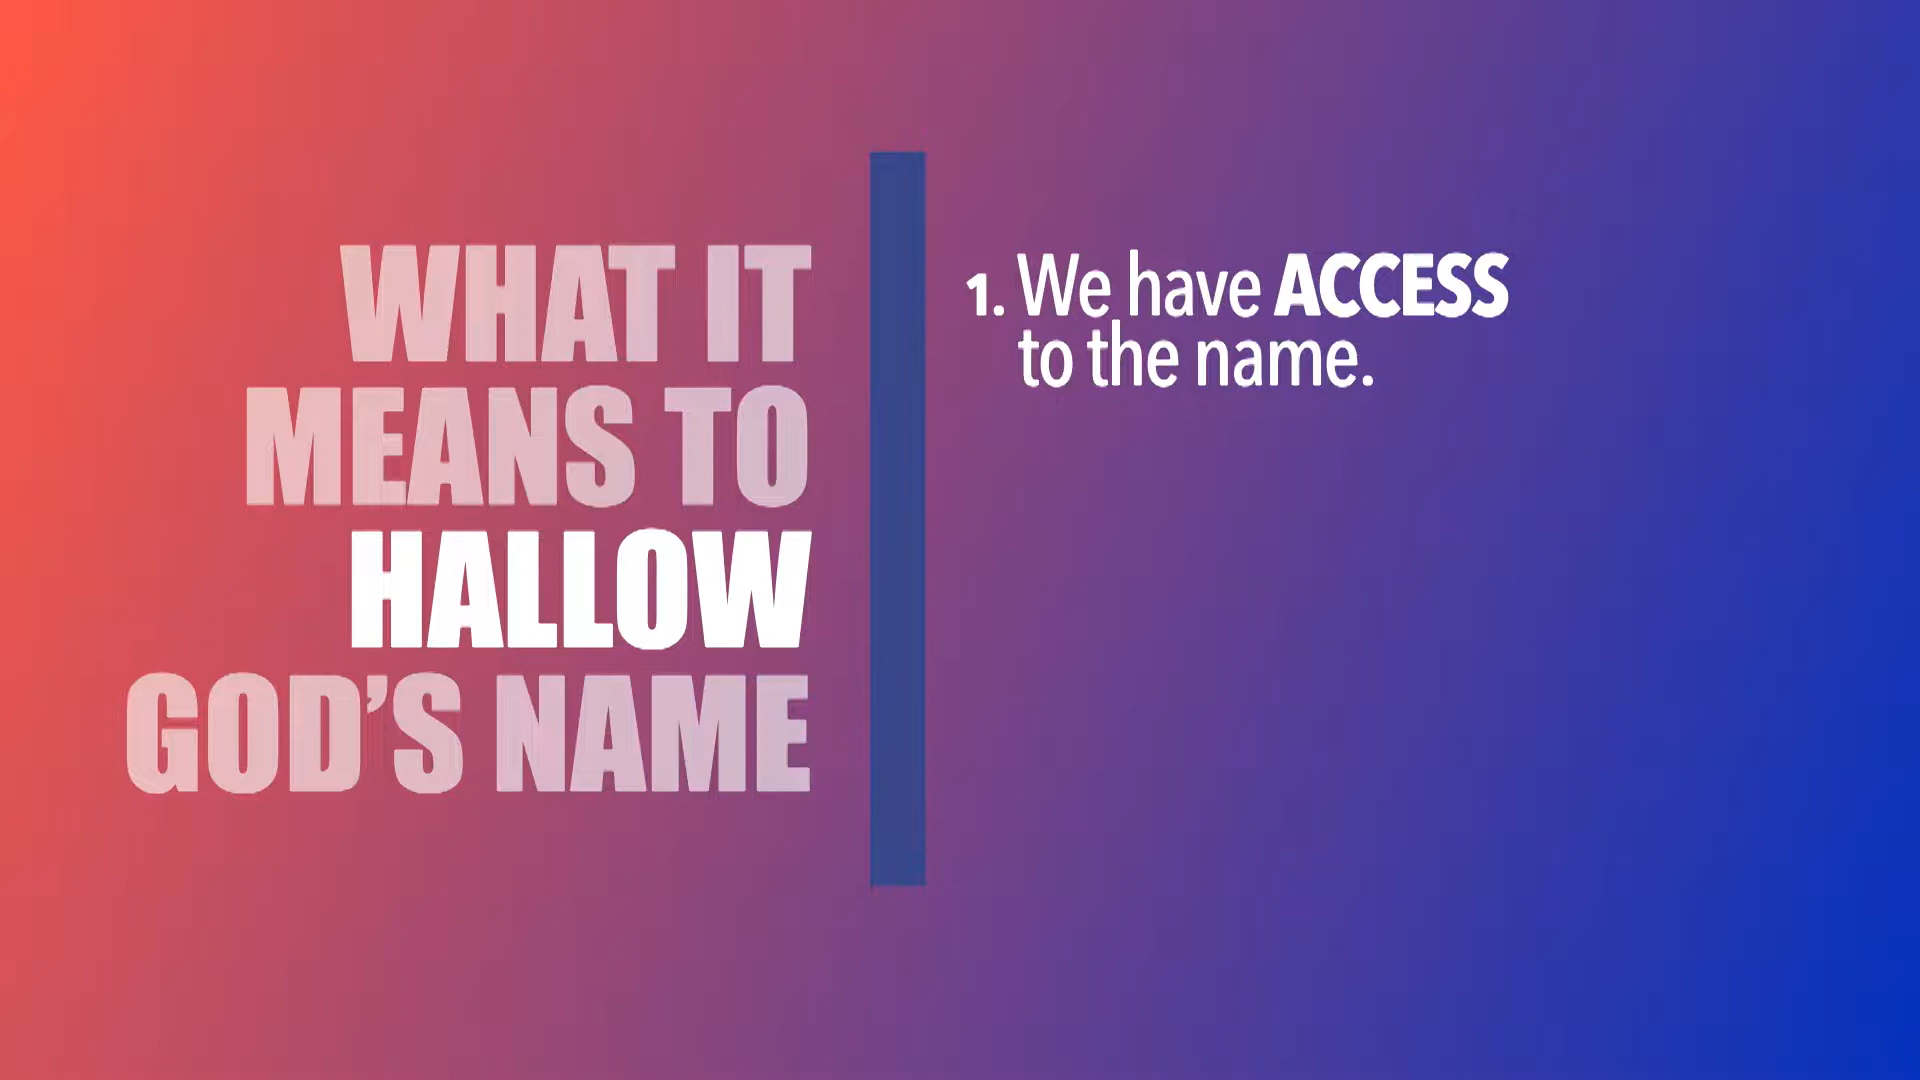 WHAT IT
MEANS TO
HALLOW
GOD’S NAME
1. We have ACCESS
to the name.